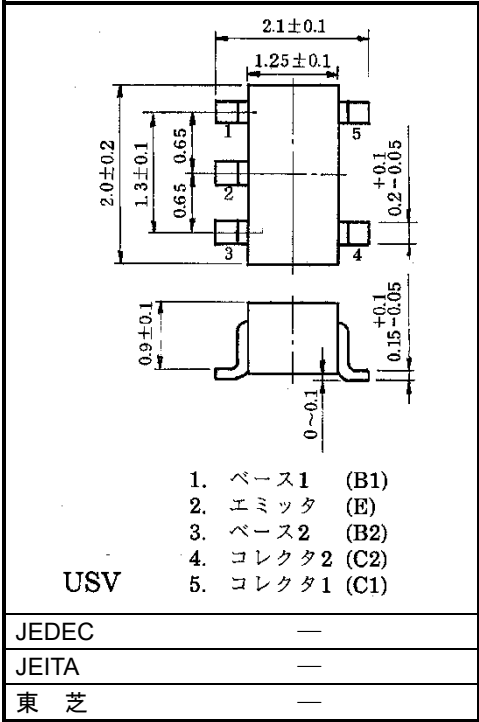 2.1±0.1
1.25±0.1
1
5
2
3
4
2.0±0.2
1.3±0.1
0.65
0.65
+0.1
0.2-0.05
0.9±0.1
+0.1
0.15-0.05
0~0.1
1. ベース1 (B1)
2. エミッタ (E)
3. ベース2 (B2)
4. コレクタ2 (C2)
USV 5. コレクタ1 (C1)
JEDEC —
JEITA —
東 芝 —